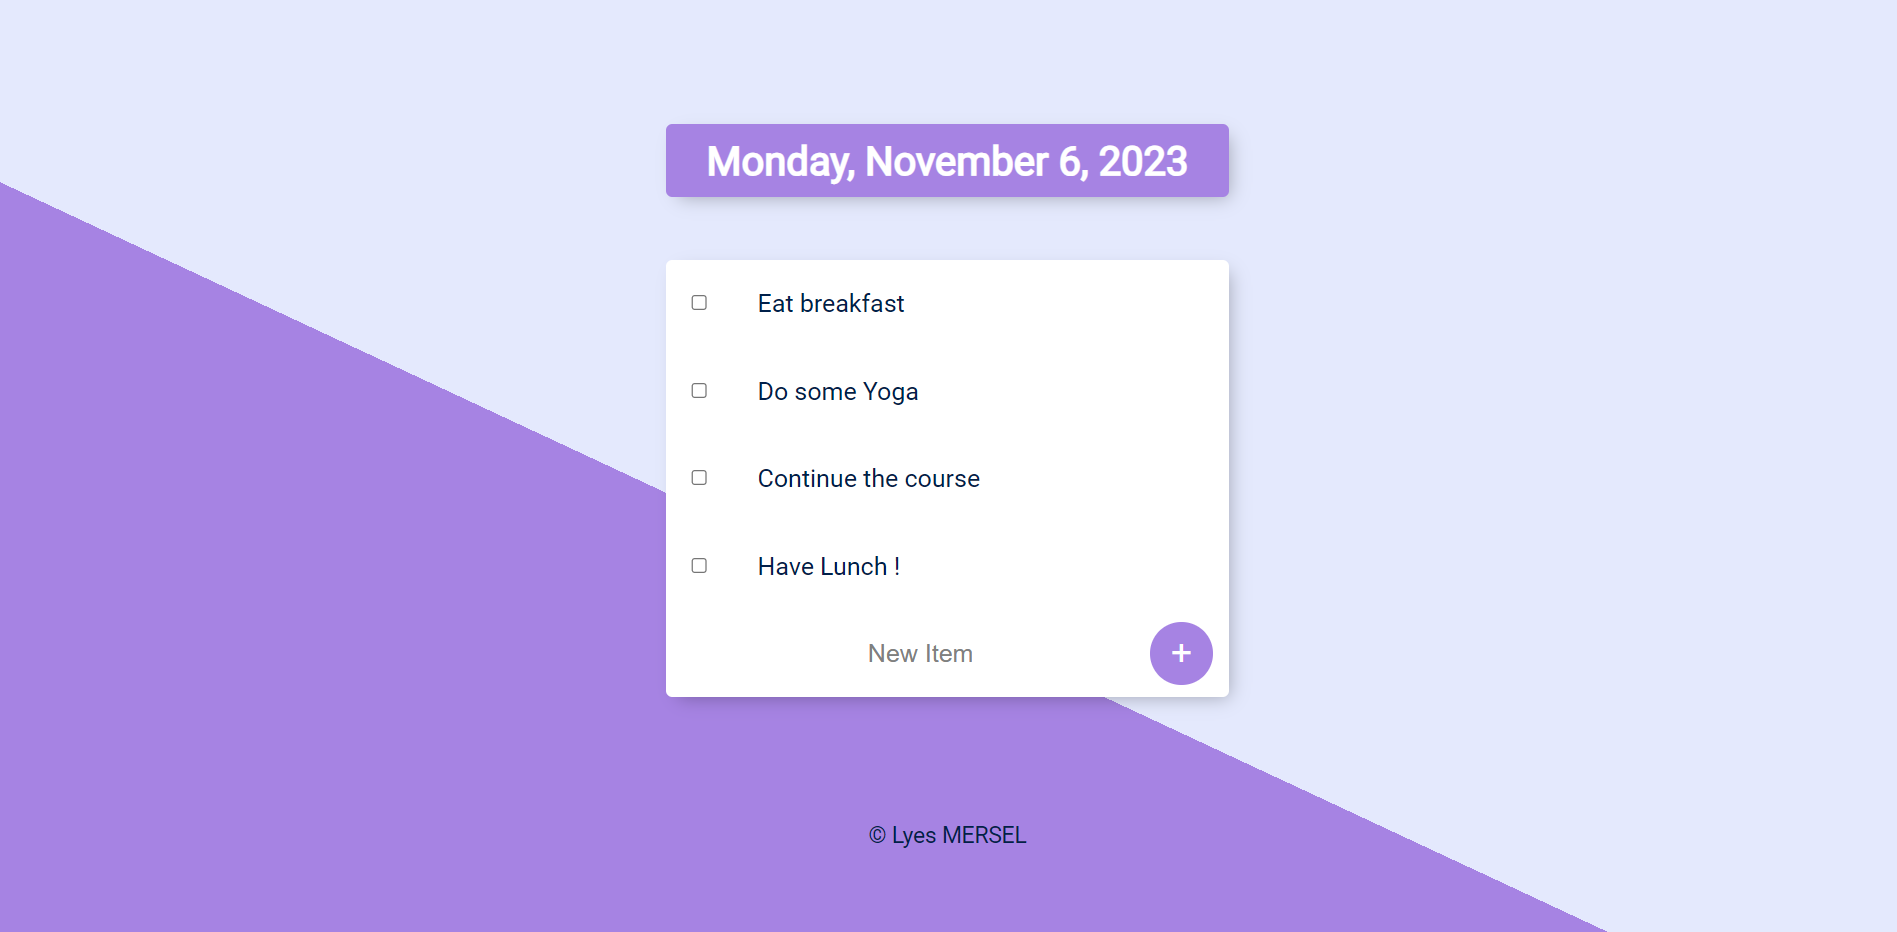 Monday, November 6, 2023
Eat breakfast
Do some Yoga
Continue the course
Have Lunch !
New Item
+
© Lyes MERSEL